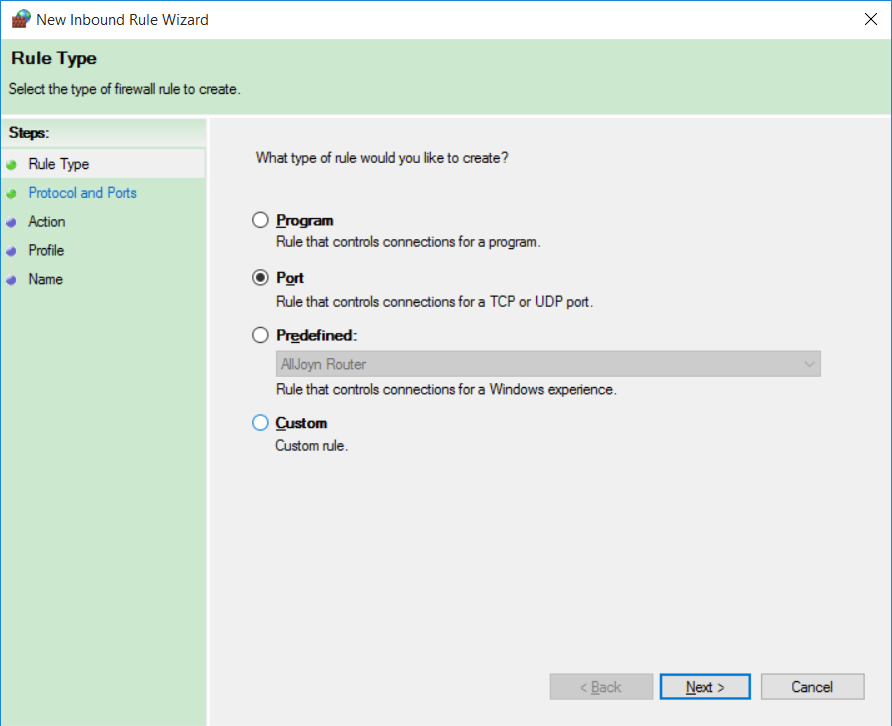 New Inbound Rule Wizard
Rule Type
Select the type of firewall rule to create.
Steps:
Rule Type
Protocol and Ports
Action
Profile
Name
What type of rule would you like to create?
Program
Rule that controls connections for a program.
Port
Rule that controls connections for a TCP or UDP port.
Predefined:
AllJoyn Router
Rule that controls connections for a Windows experience.
Custom
Custom rule.
< Back Next > Cancel